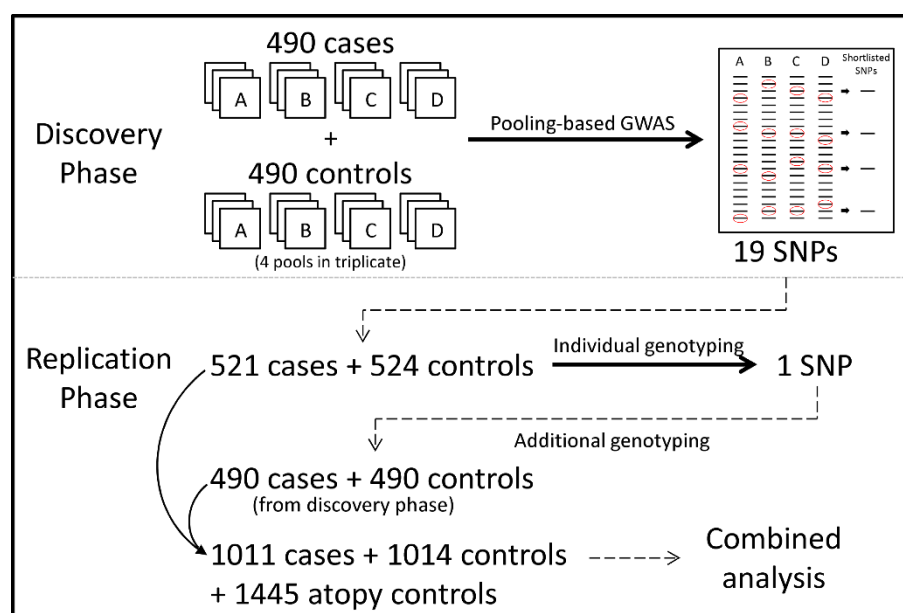 490 cases
A B C D
+
490 controls
A B C D
(4 pools in triplicate)
Discovery
Phase
Pooling-based GWAS
A B C D Shortlisted
SNPs
19 SNPs
Replication
Phase
521 cases + 524 controls
Individual genotyping
1 SNP
Additional genotyping
490 cases + 490 controls
(from discovery phase)
1011 cases + 1014 controls
+ 1445 atopy controls
Combined
analysis